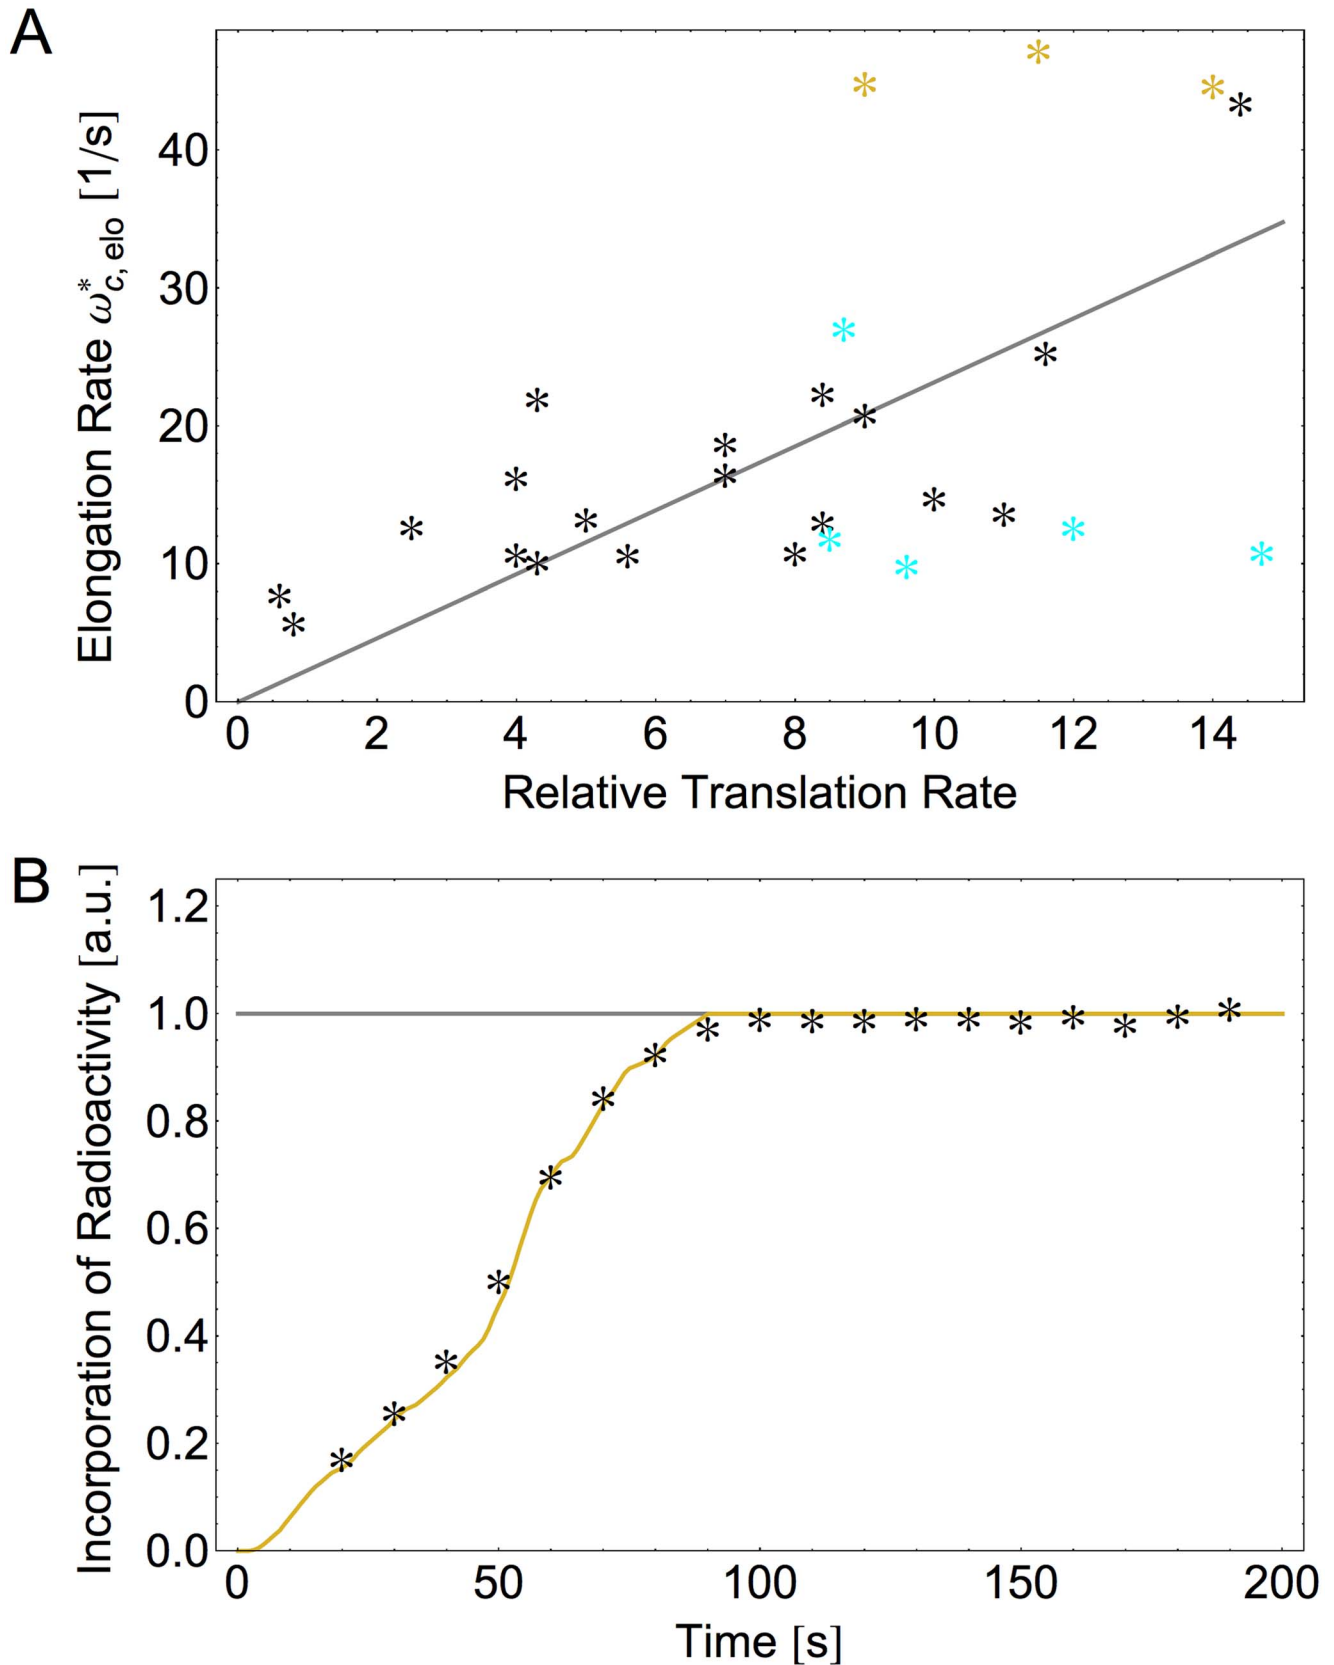 A
Elongation Rate ω*c, elo [1/s]
40
30
20
10
0
0 2 4 6 8 10 12 14
Relative Translation Rate
B
Incorporation of Radioactivity [a.u.]
1.2
1.0
0.8
0.6
0.4
0.2
0.0
0 50 100 150 200
Time [s]